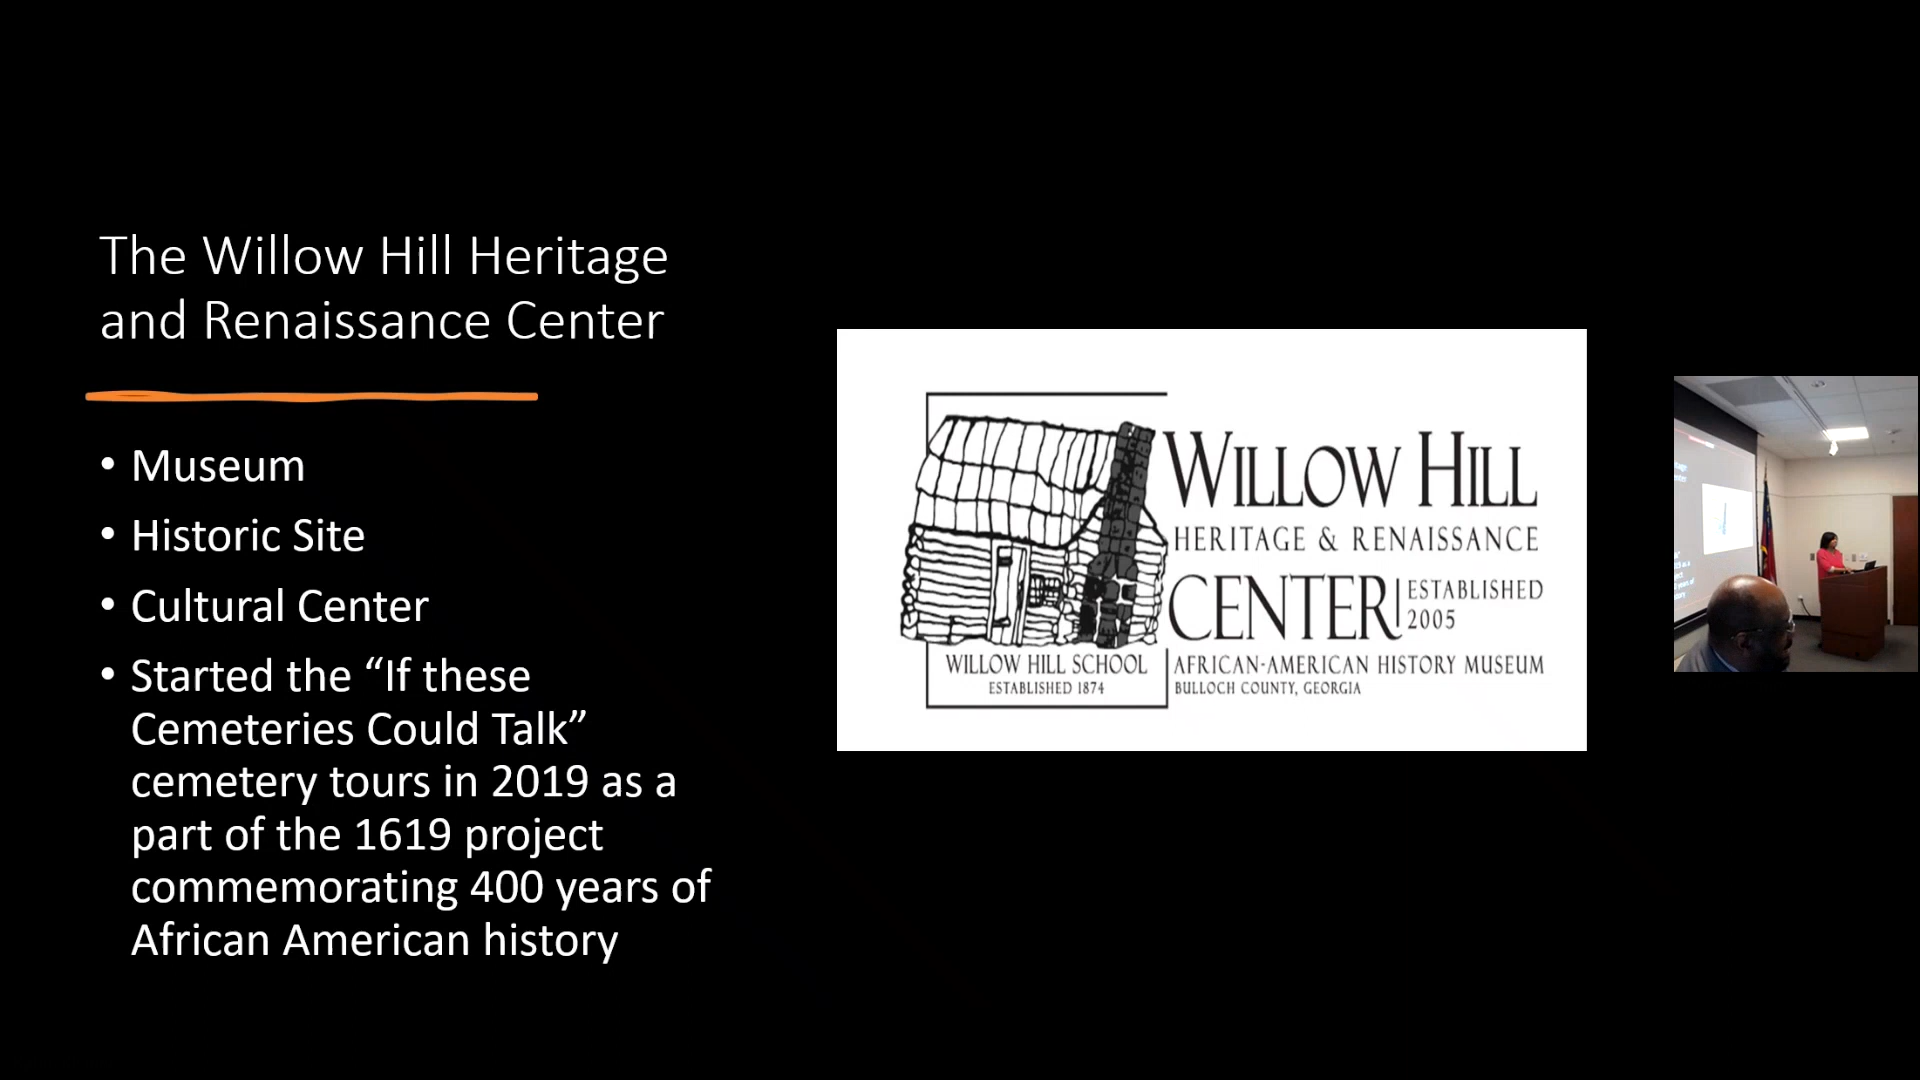 The Willow Hill Heritage
and Renaissance Center
• Museum
• Historic Site
• Cultural Center
• Started the “If these
Cemeteries Could Talk”
cemetery tours in 2019 as a
part of the 1619 project
commemorating 400 years of
African American history
WILLOW HILL
HERITAGE & RENAISSANCE
CENTER
ESTABLISHED
2005
WILLOW HILL SCHOOL
ESTABLISHED 1874
AFRICAN-AMERICAN HISTORY MUSEUM
BULLOCH COUNTY, GEORGIA